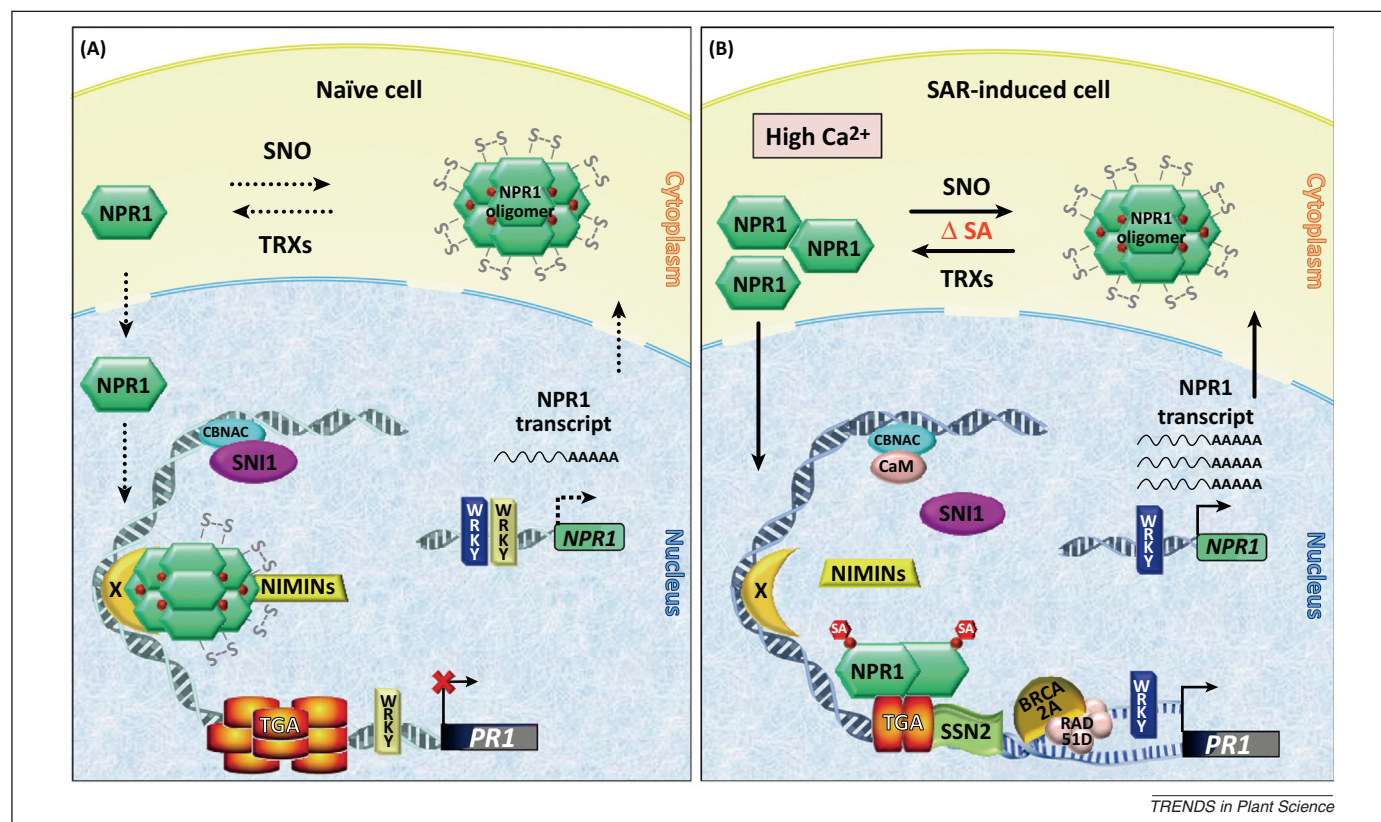 (A)
Naïve cell
SNO
NPR1
TRXs
NPR1
oligomer
S--S
S--S
S--S
S--S
S--S
S--S
S--S
S--S
S--S
S--S
Cytoplasm
NPR1
NPR1
transcript
AAAAA
CBNAC
SNI1
WRKY
WRKY
NPR1
Nucleus
S--S
S--S
S--S
S--S
X
NIMINs
TGA
WRKY
PR1
(B)
SAR-induced cell
High Ca2+
NPR1
NPR1
NPR1
SNO
Δ SA
TRXs
NPR1
oligomer
S--S
S--S
S--S
S--S
S--S
S--S
S--S
S--S
S--S
S--S
Cytoplasm
NPR1
transcript
AAAAA
AAAAA
AAAAA
CBNAC
CaM
SNI1
WRKY
NPR1
Nucleus
X
NIMINs
SA
SA
NPR1
TGA
SSN2
BRCA
2A
RAD
51D
WRKY
PR1
TRENDS in Plant Science